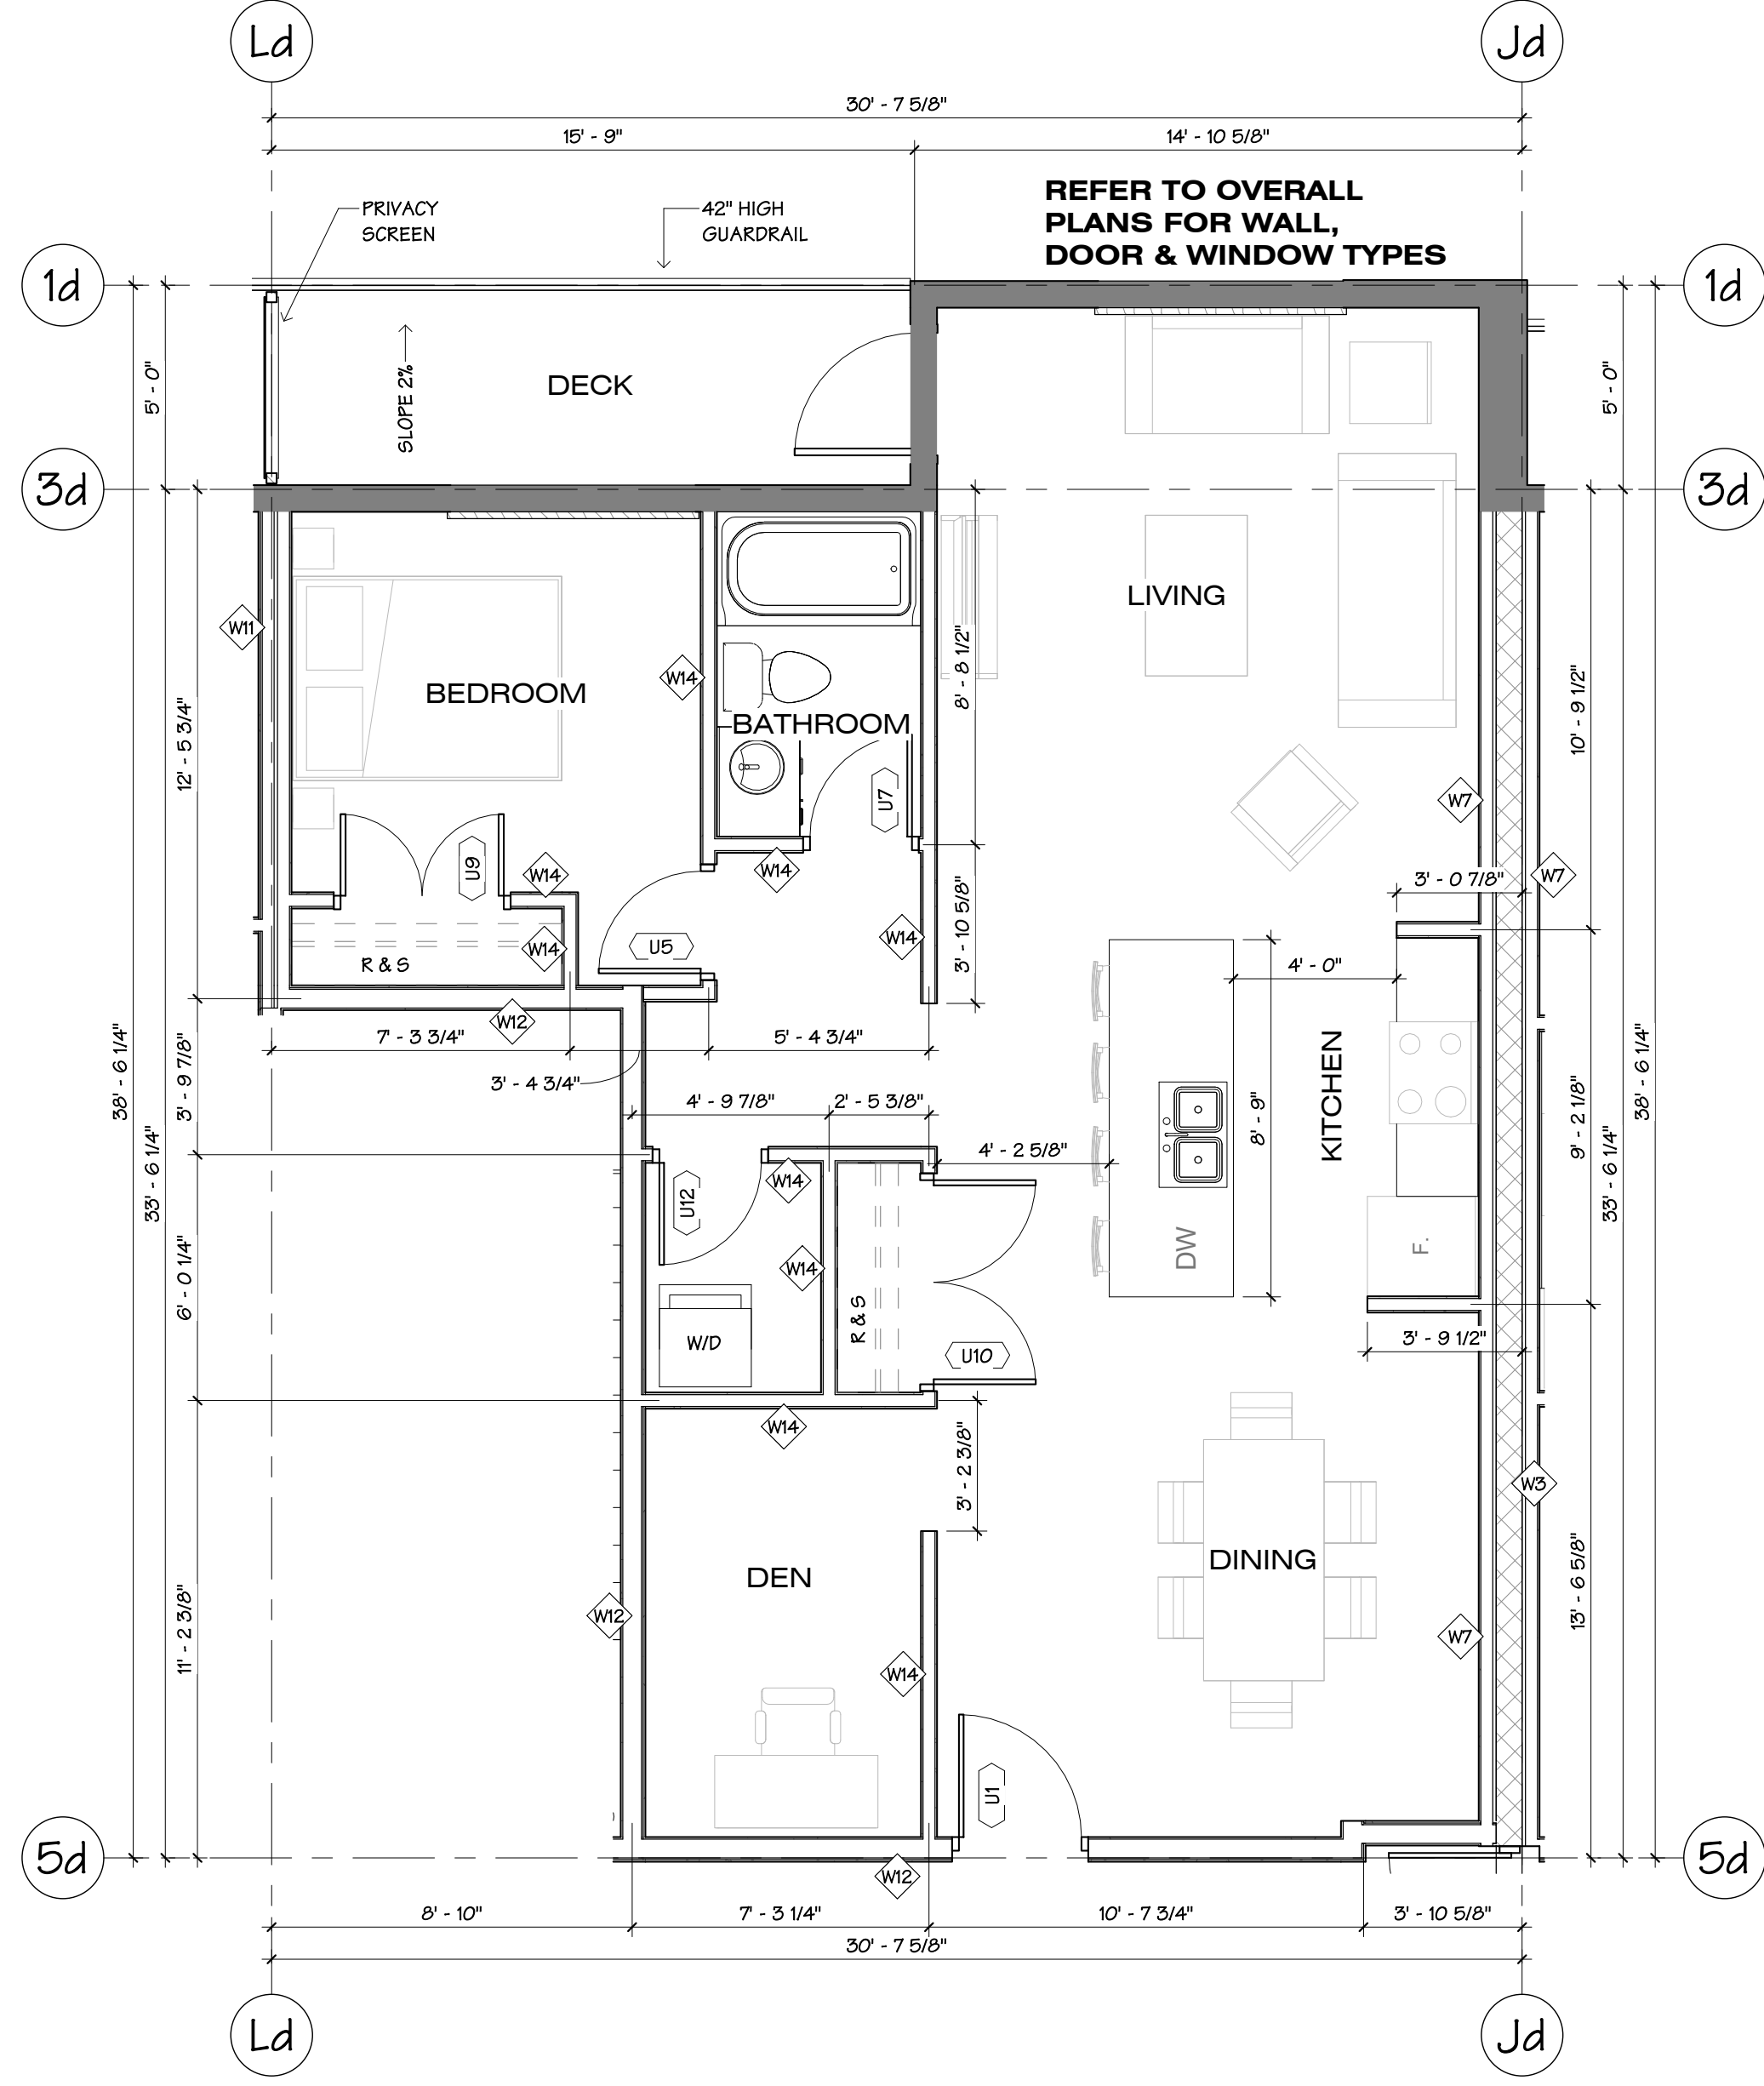 Ld
Jd
30' - 7 5/8"
15' - 9"
14' - 10 5/8"
REFER TO OVERALL
PLANS FOR WALL,
DOOR & WINDOW TYPES
PRIVACY
SCREEN
42" HIGH
GUARDRAIL
1d
1d
5' - 0"
SLOPE 2%
DECK
5' - 0"
3d
3d
W11
BEDROOM
W14
BATHROOM
LIVING
8' - 8 1/2"
12' - 5 3/4"
10' - 9 1/2"
U7
W7
U9
W14
W14
3' - 0 7/8"
W7
W14
R & S
U5
W14
3' - 10 5/8"
4' - 0"
W12
7' - 3 3/4"
5' - 4 3/4"
3' - 4 3/4"
38' - 6 1/4"
33' - 6 1/4"
3' - 9 7/8"
4' - 9 7/8"
2' - 5 3/8"
4' - 2 5/8"
8' - 9"
KITCHEN
9' - 2 1/8"
33' - 6 1/4"
38' - 6 1/4"
W14
U12
W14
DW
F.
6' - 0 1/4"
W/D
R & S
U10
3' - 9 1/2"
W14
3' - 2 3/8"
W3
DEN
DINING
13' - 6 5/8"
W12
11' - 2 3/8"
W7
W14
U1
5d
5d
W12
8' - 10"
7' - 3 1/4"
10' - 7 3/4"
3' - 10 5/8"
30' - 7 5/8"
Ld
Jd